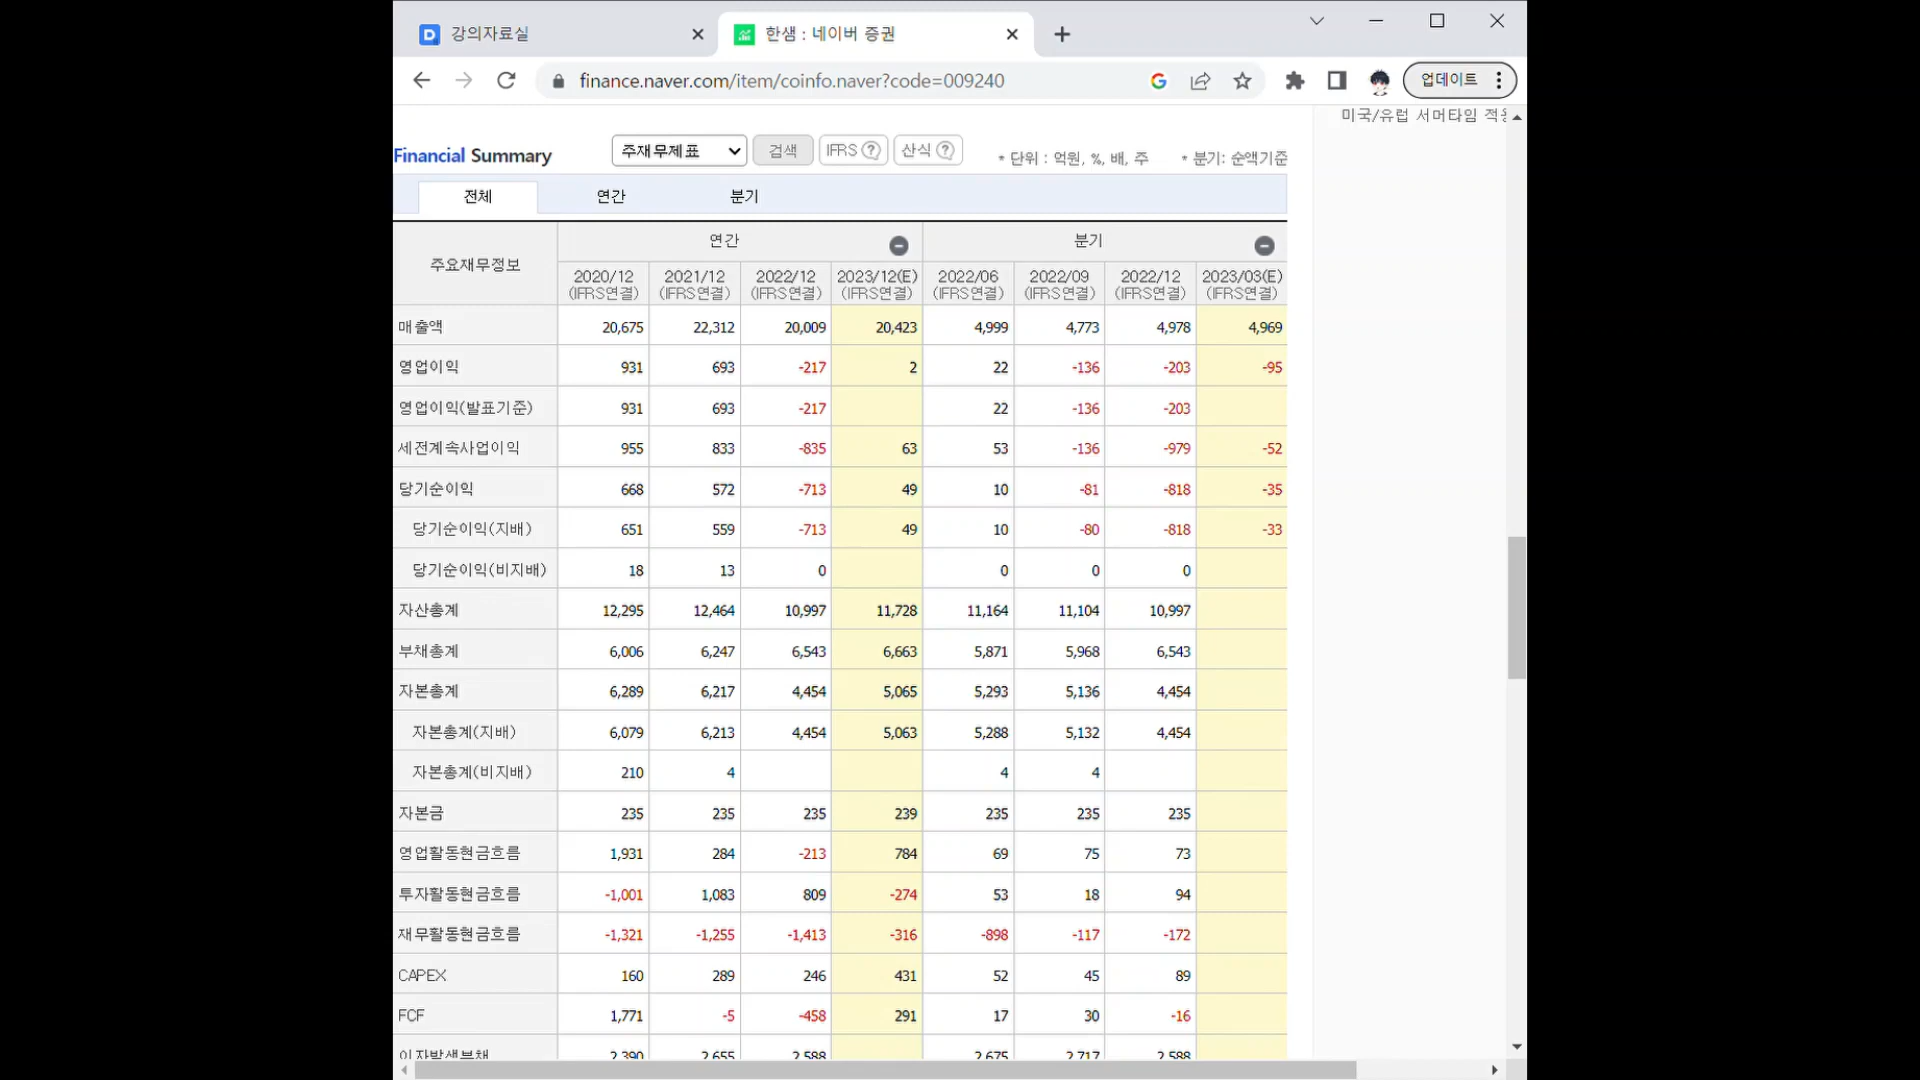 강의자료실
한샘 : 네이버 증권
finance.naver.com/item/coinfo.naver?code=009240
업데이트
미국/유럽 서머타임 적용
Financial Summary
주재무제표 검색 IFRS ? 산식 ? * 단위 : 억원, %, 배, 주 * 분기: 순액기준
전체 연간 분기
주요재무정보 연간 분기
2020/12 2021/12 2022/12 2023/12(E) 2022/06 2022/09 2022/12 2023/03(E)
(IFRS연결) (IFRS연결) (IFRS연결) (IFRS연결) (IFRS연결) (IFRS연결) (IFRS연결) (IFRS연결)
매출액 20,675 22,312 20,009 20,423 4,999 4,773 4,978 4,969
영업이익 931 693 -217 2 22 -136 -203 -95
영업이익(발표기준) 931 693 -217 22 -136 -203
세전계속사업이익 955 833 -835 63 53 -136 -979 -52
당기순이익 668 572 -713 49 10 -81 -818 -35
당기순이익(지배) 651 559 -713 49 10 -80 -818 -33
당기순이익(비지배) 18 13 0 0 0 0
자산총계 12,295 12,464 10,997 11,728 11,164 11,104 10,997
부채총계 6,006 6,247 6,543 6,663 5,871 5,968 6,543
자본총계 6,289 6,217 4,454 5,065 5,293 5,136 4,454
자본총계(지배) 6,079 6,213 4,454 5,063 5,288 5,132 4,454
자본총계(비지배) 210 4 4 4
자본금 235 235 235 239 235 235 235
영업활동현금흐름 1,931 284 -213 784 69 75 73
투자활동현금흐름 -1,001 1,083 809 -274 53 18 94
재무활동현금흐름 -1,321 -1,255 -1,413 -316 -898 -117 -172
CAPEX 160 289 246 431 52 45 89
FCF 1,771 -5 -458 291 17 30 -16
이자발생부채 2,390 2,655 2,588 2,675 2,717 2,588